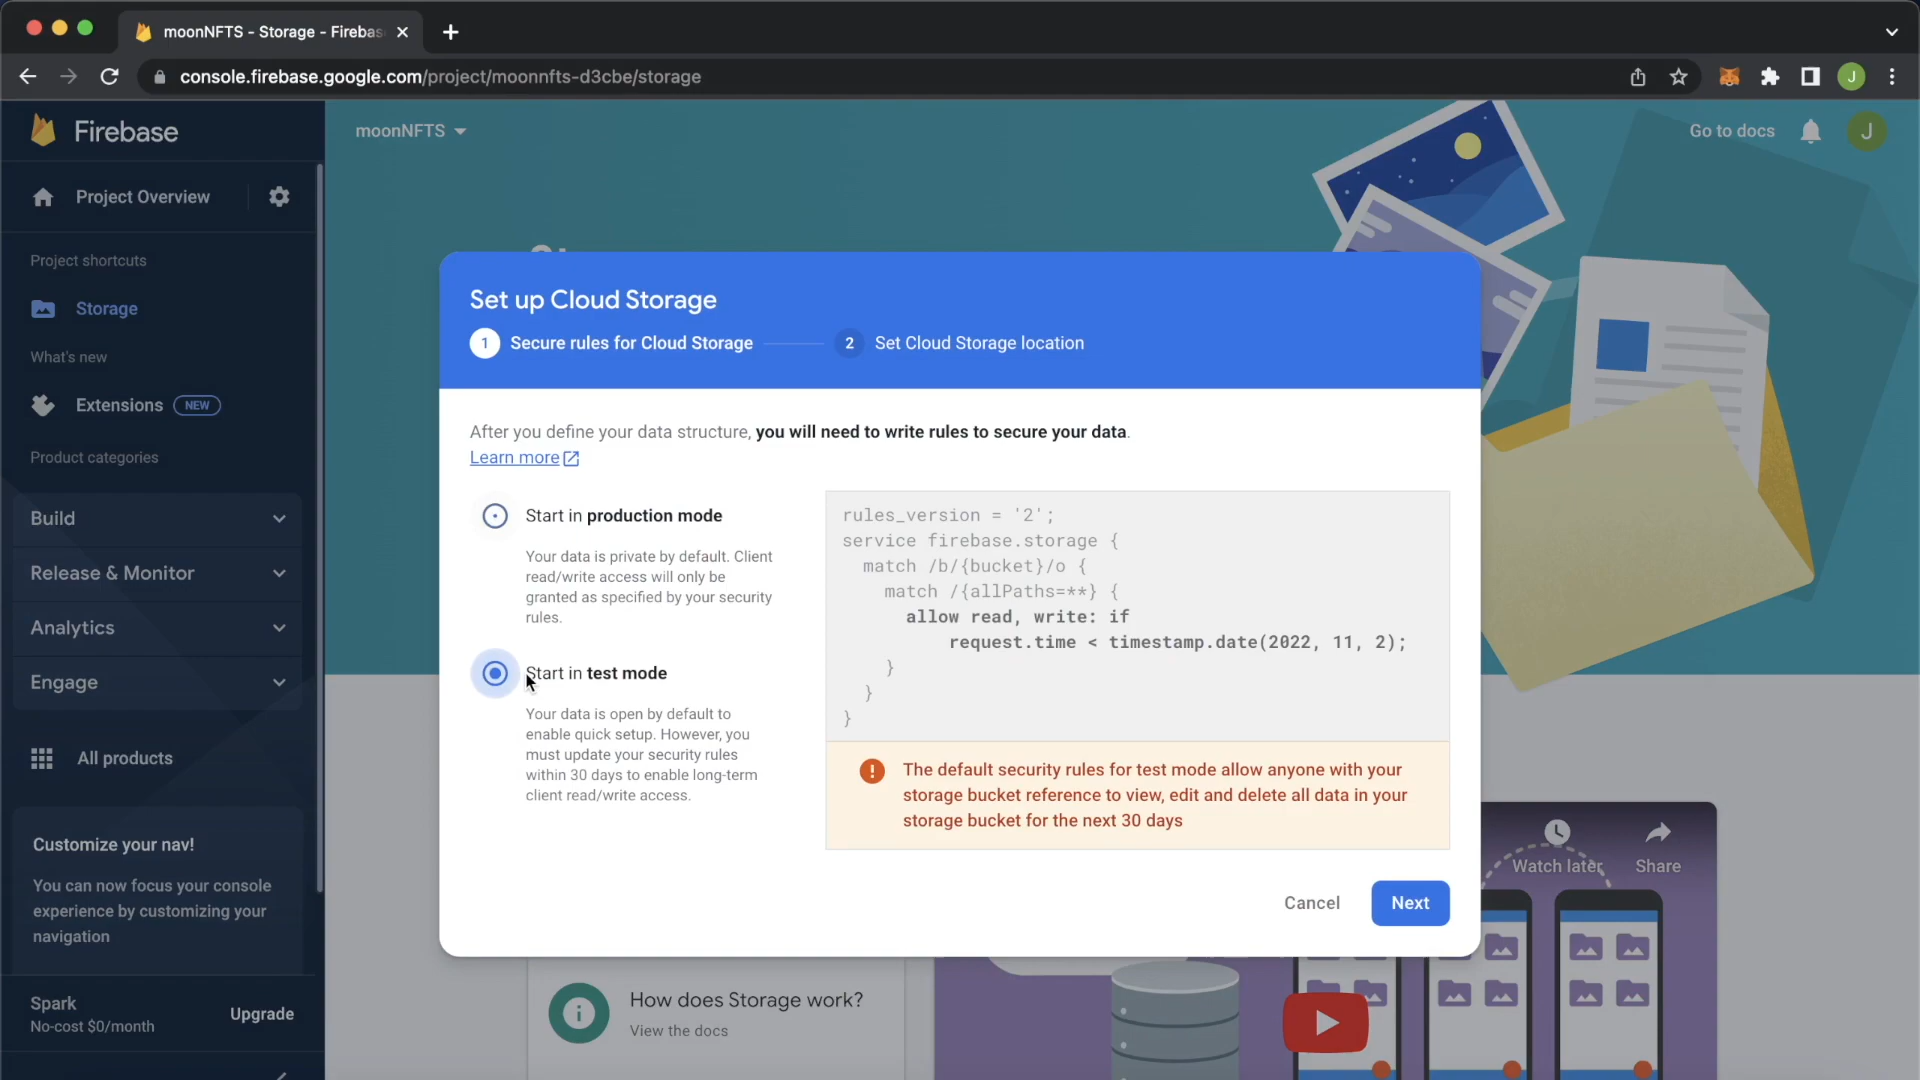 moonNFTS - Storage - Firebas
console.firebase.google.com/project/moonnfts-d3cbe/storage
J
Firebase
moonNFTS
Go to docs
J
Project Overview
Project shortcuts
Storage
What's new
Extensions NEW
Product categories
Build
Release & Monitor
Analytics
Engage
All products
Customize your nav!
You can now focus your console
experience by customizing your
navigation
Spark
No-cost $0/month
Upgrade
Set up Cloud Storage
1 Secure rules for Cloud Storage
2 Set Cloud Storage location
After you define your data structure, you will need to write rules to secure your data.
Learn more
Start in production mode
Your data is private by default. Client
read/write access will only be
granted as specified by your security
rules.
Start in test mode
Your data is open by default to
enable quick setup. However, you
must update your security rules
within 30 days to enable long-term
client read/write access.
rules_version = '2';
service firebase.storage {
match /b/{bucket}/o {
match /{allPaths=**} {
allow read, write: if
request.time < timestamp.date(2022, 11, 2);
}
}
}
The default security rules for test mode allow anyone with your
storage bucket reference to view, edit and delete all data in your
storage bucket for the next 30 days
Cancel
Next
Watch later
Share
How does Storage work?
View the docs